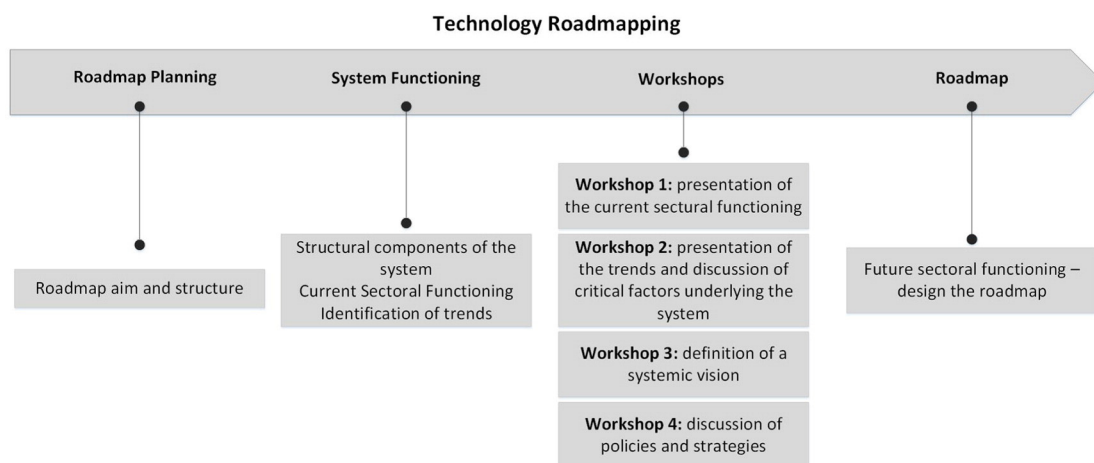 Technology Roadmapping
Roadmap Planning
System Functioning
Workshops
Roadmap
Roadmap aim and structure
Structural components of the
system
Current Sectoral Functioning
Identification of trends
Workshop 1: presentation of
the current sectural functioning
Workshop 2: presentation of
the trends and discussion of
critical factors underlying the
system
Workshop 3: definition of a
systemic vision
Workshop 4: discussion of
policies and strategies
Future sectoral functioning –
design the roadmap